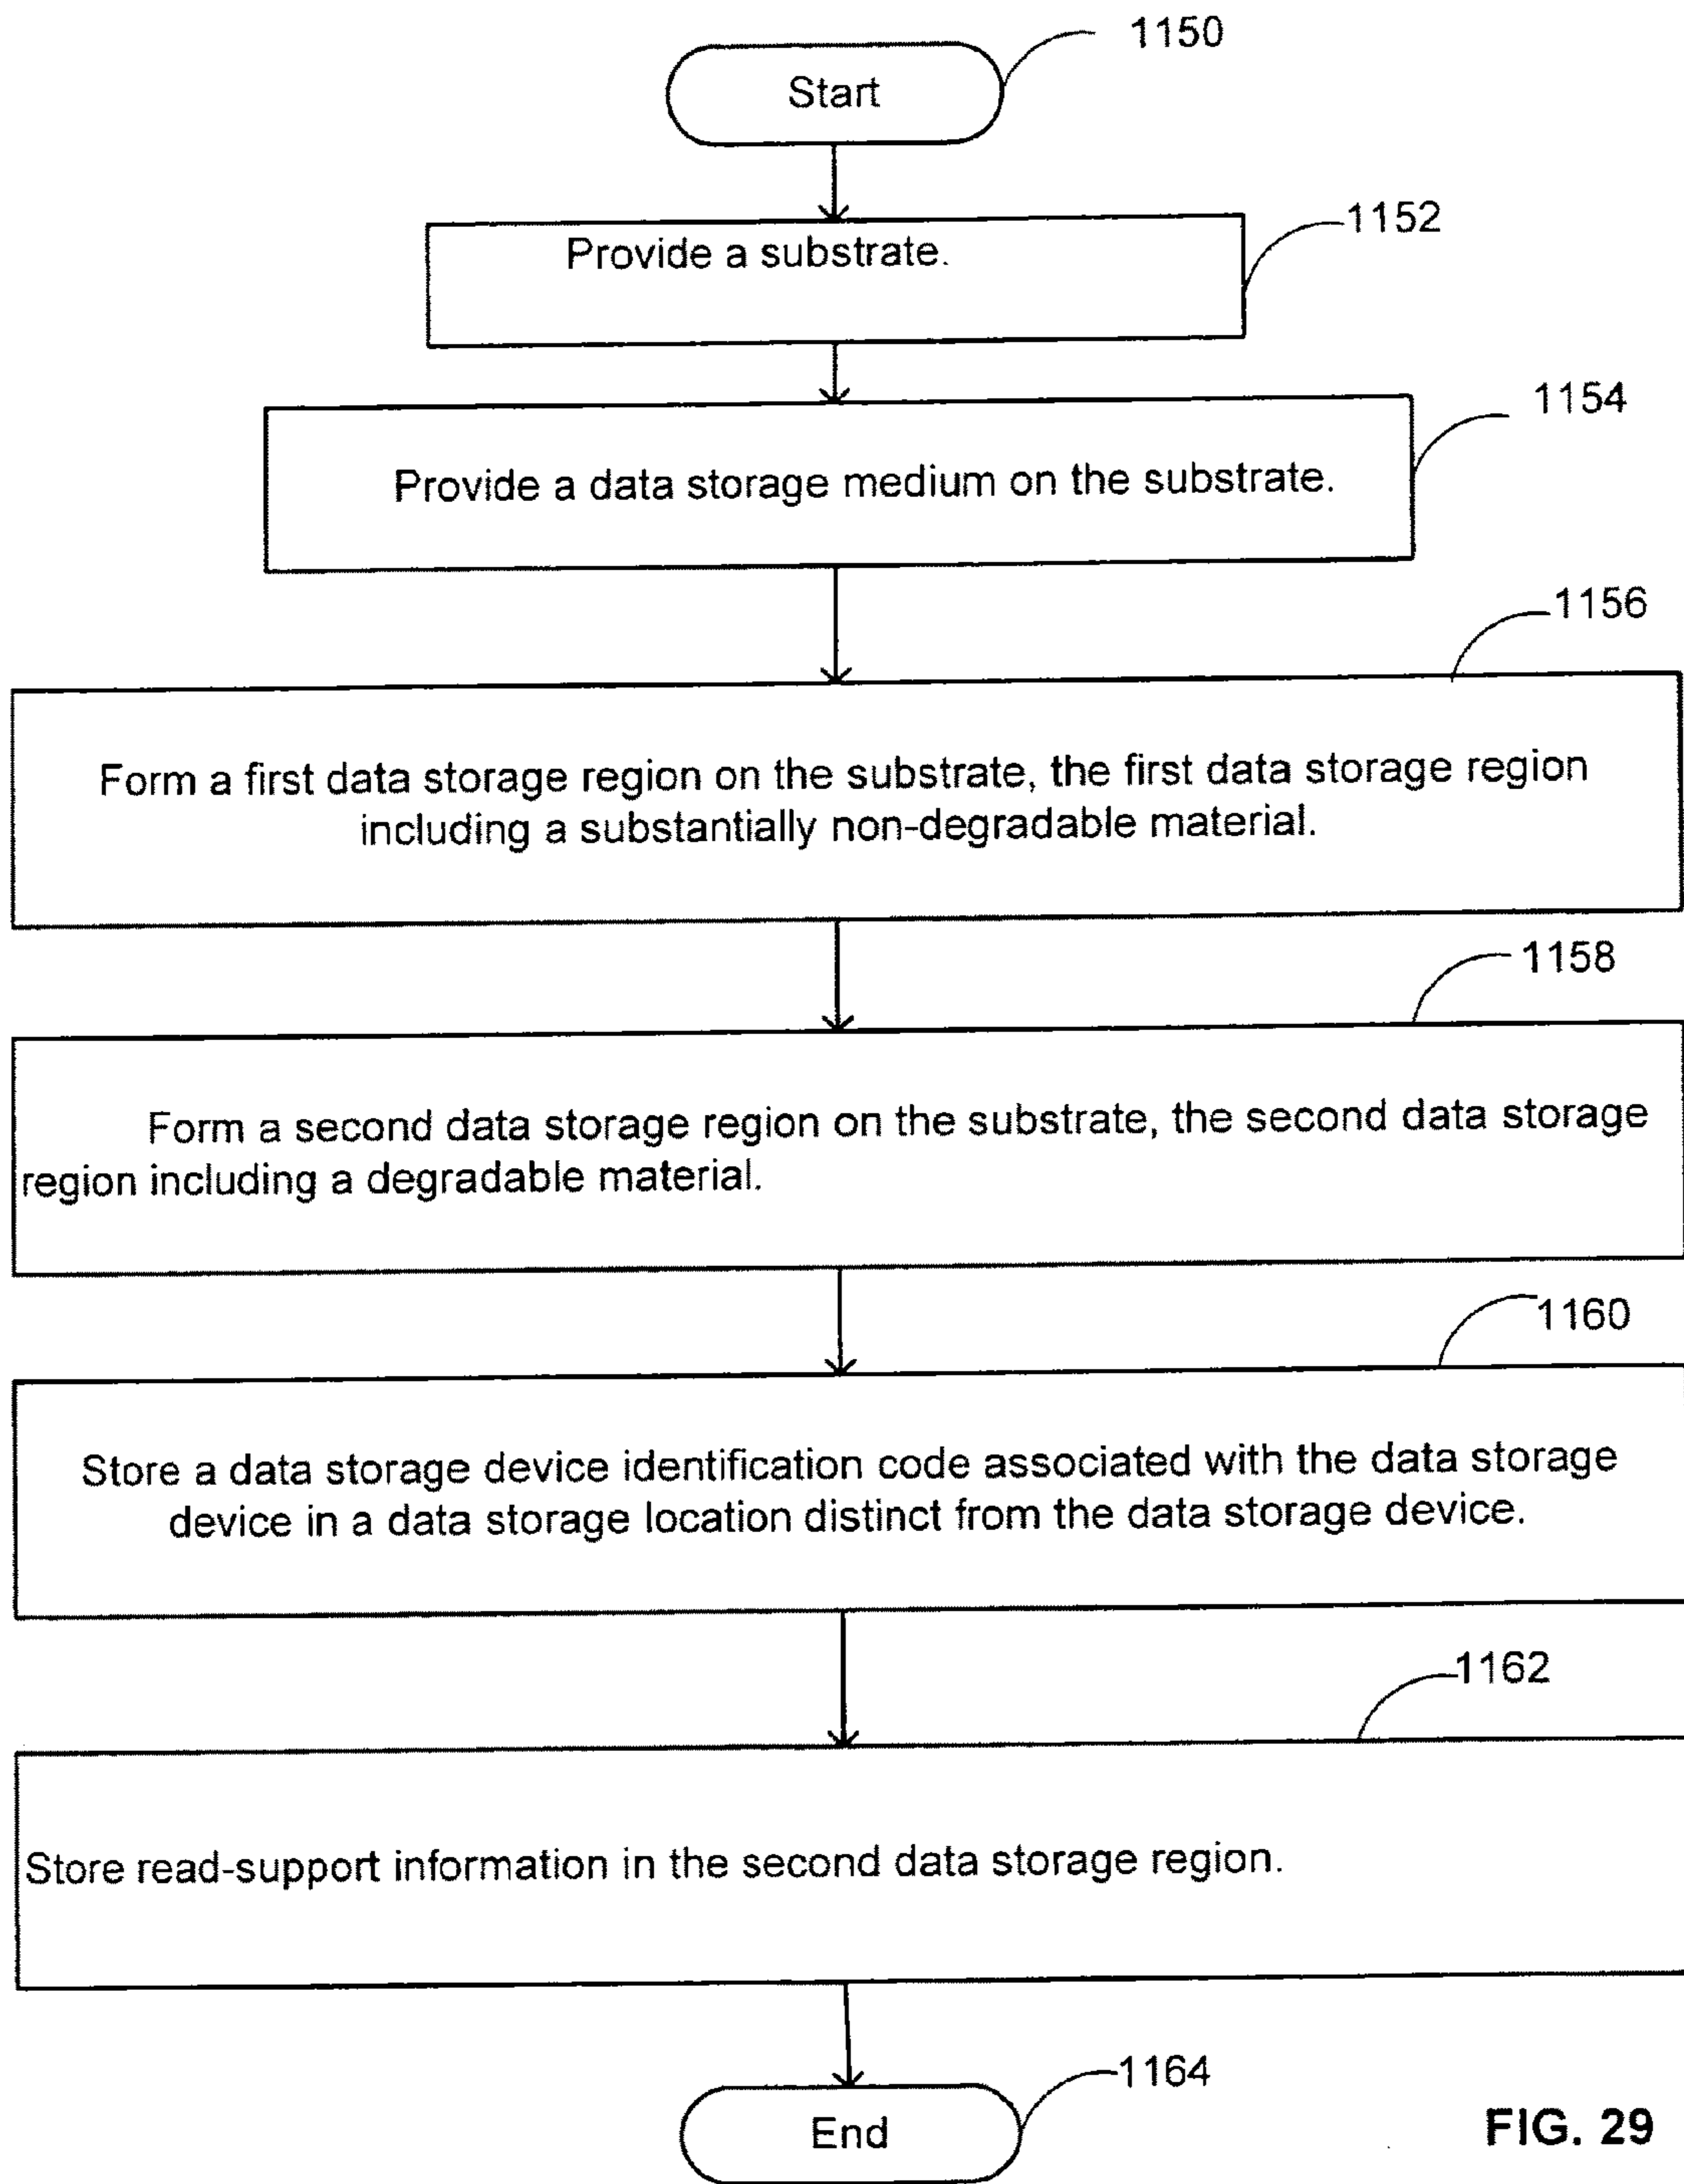 1150
Start
1152
Provide a substrate.
1154
Provide a data storage medium on the substrate.
1156
Form a first data storage region on the substrate, the first data storage region
including a substantially non-degradable material.
1158
Form a second data storage region on the substrate, the second data storage
region including a degradable material.
1160
Store a data storage device identification code associated with the data storage
device in a data storage location distinct from the data storage device.
1162
Store read-support information in the second data storage region.
1164
End
FIG. 29